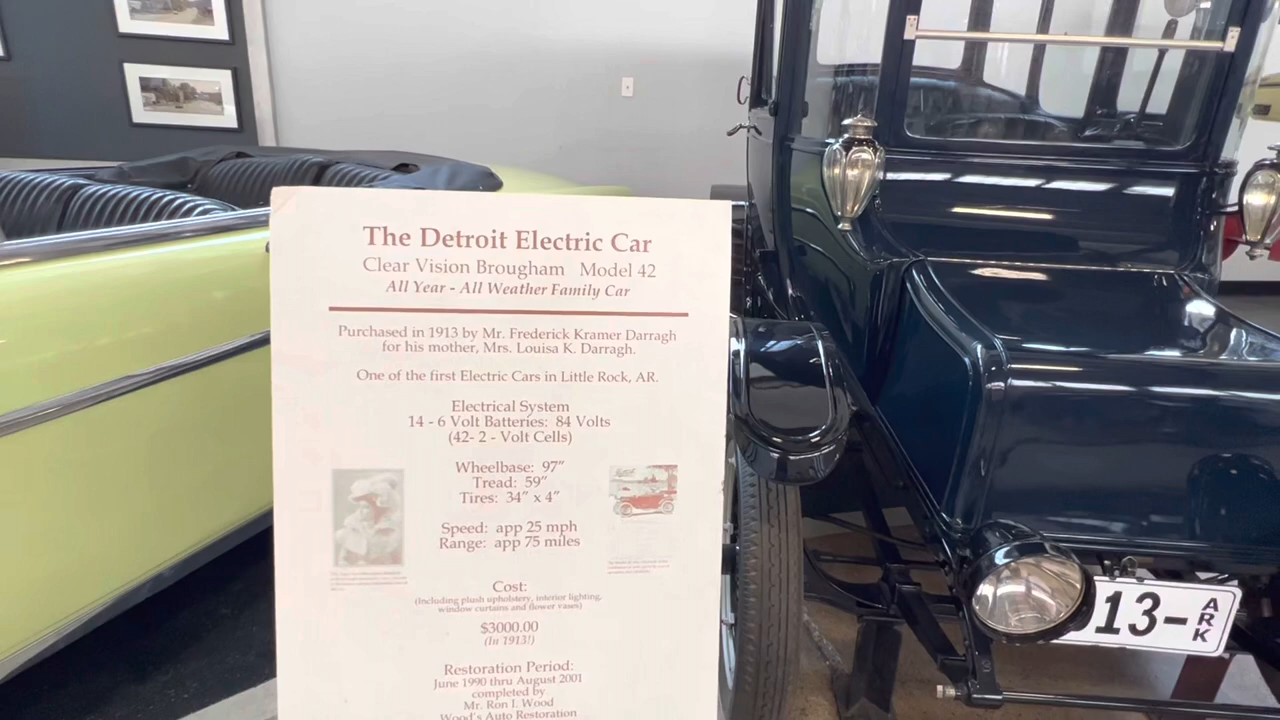 The Detroit Electric Car
Clear Vision Brougham Model 42
All Year - All Weather Family Car
Purchased in 1913 by Mr. Frederick Kramer Darragh
for his mother, Mrs. Louisa K. Darragh.
One of the first Electric Cars in Little Rock, AR.
Electrical System
14 - 6 Volt Batteries: 84 Volts
(42- 2 - Volt Cells)
Wheelbase: 97"
Tread: 59"
Tires: 34" x 4"
Speed: app 25 mph
Range: app 75 miles
Cost:
(Including plush upholstery, interior lighting,
window curtains and flower vases)
$3000.00
(In 1913!)
Restoration Period:
June 1990 thru August 2001
completed by
Mr. Ron I. Wood
Wood's Auto Restoration
13-
ARK